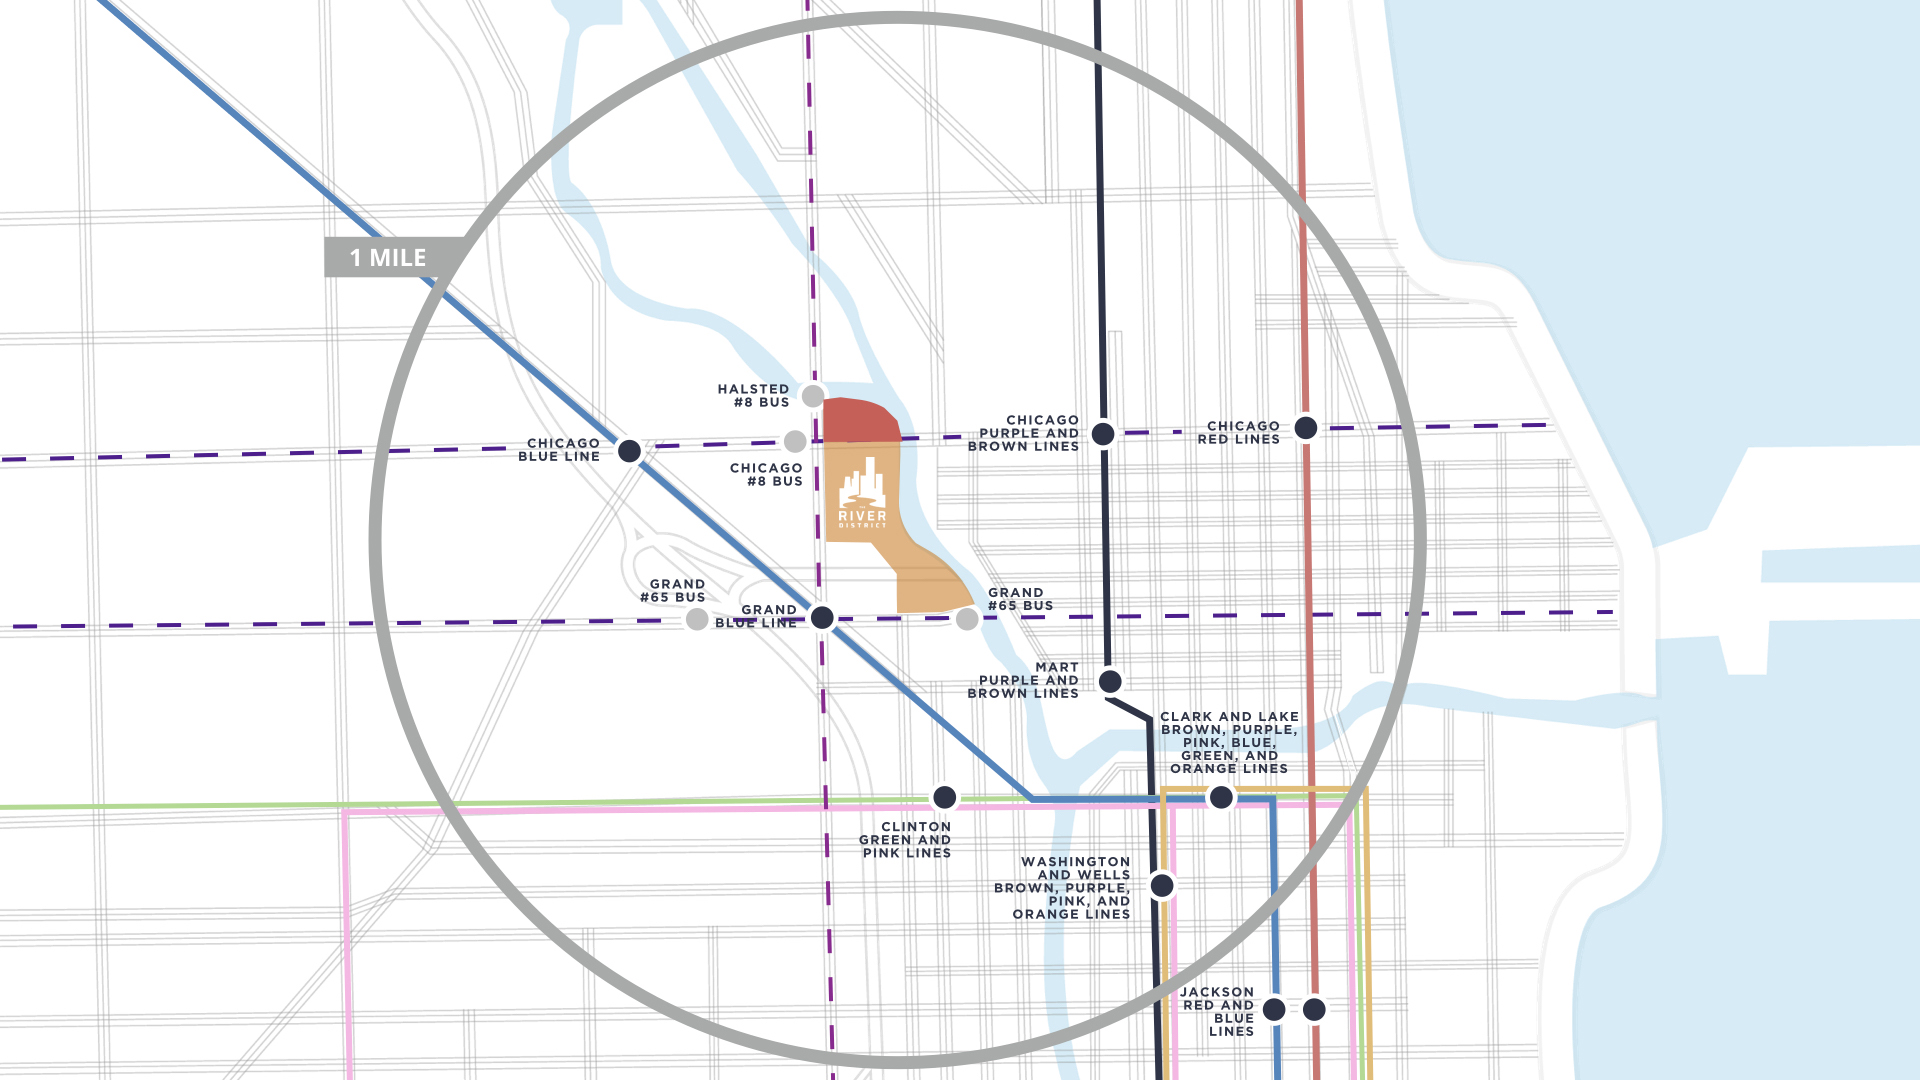 1 MILE
HALSTED
#8 BUS
CHICAGO
BLUE LINE
CHICAGO
#8 BUS
CHICAGO
PURPLE AND
BROWN LINES
CHICAGO
RED LINES
RIVER
DISTRICT
GRAND
#65 BUS
GRAND
BLUE LINE
GRAND
#65 BUS
MART
PURPLE AND
BROWN LINES
CLARK AND LAKE
BROWN, PURPLE,
PINK, BLUE,
GREEN, AND
ORANGE LINES
CLINTON
GREEN AND
PINK LINES
WASHINGTON
AND WELLS
BROWN, PURPLE,
PINK, AND
ORANGE LINES
JACKSON
RED AND
BLUE
LINES